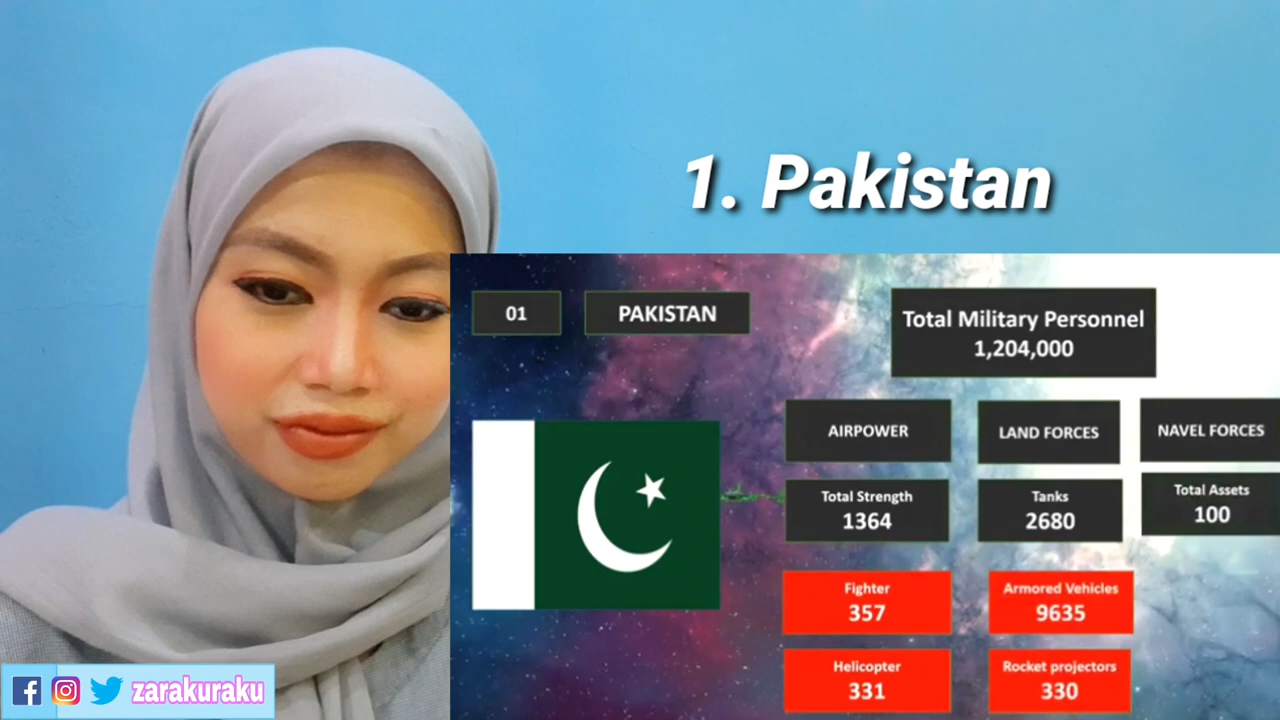 1. Pakistan
01
PAKISTAN
Total Military Personnel
1,204,000
AIRPOWER
LAND FORCES
NAVEL FORCES
Total Strength
1364
Tanks
2680
Total Assets
100
Fighter
357
Armored Vehicles
9635
Helicopter
331
Rocket projectors
330
zarakuraku